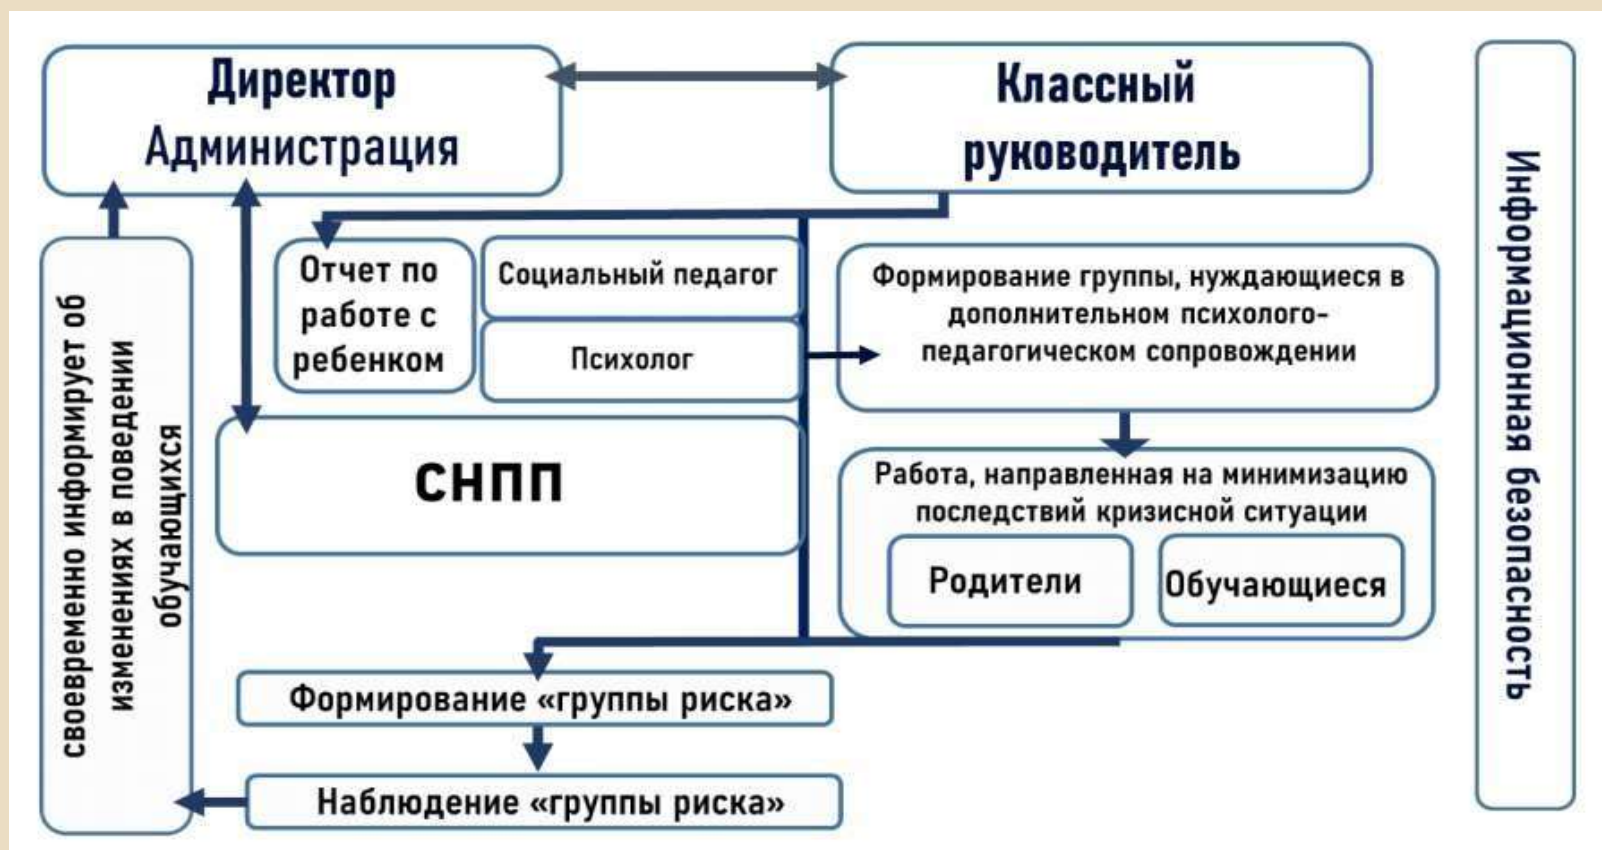 Директор
Администрация
Классный
руководитель
Отчет по
работе с
ребенком
Социальный педагог
Психолог
Формирование группы, нуждающиеся в
дополнительном психолого-
педагогическом сопровождении
СНПП
Работа, направленная на минимизацию
последствий кризисной ситуации
Родители
Обучающиеся
Формирование «группы риска»
Наблюдение «группы риска»
своевременно информирует об
изменениях в поведении
обучающихся
Информационная безопасность